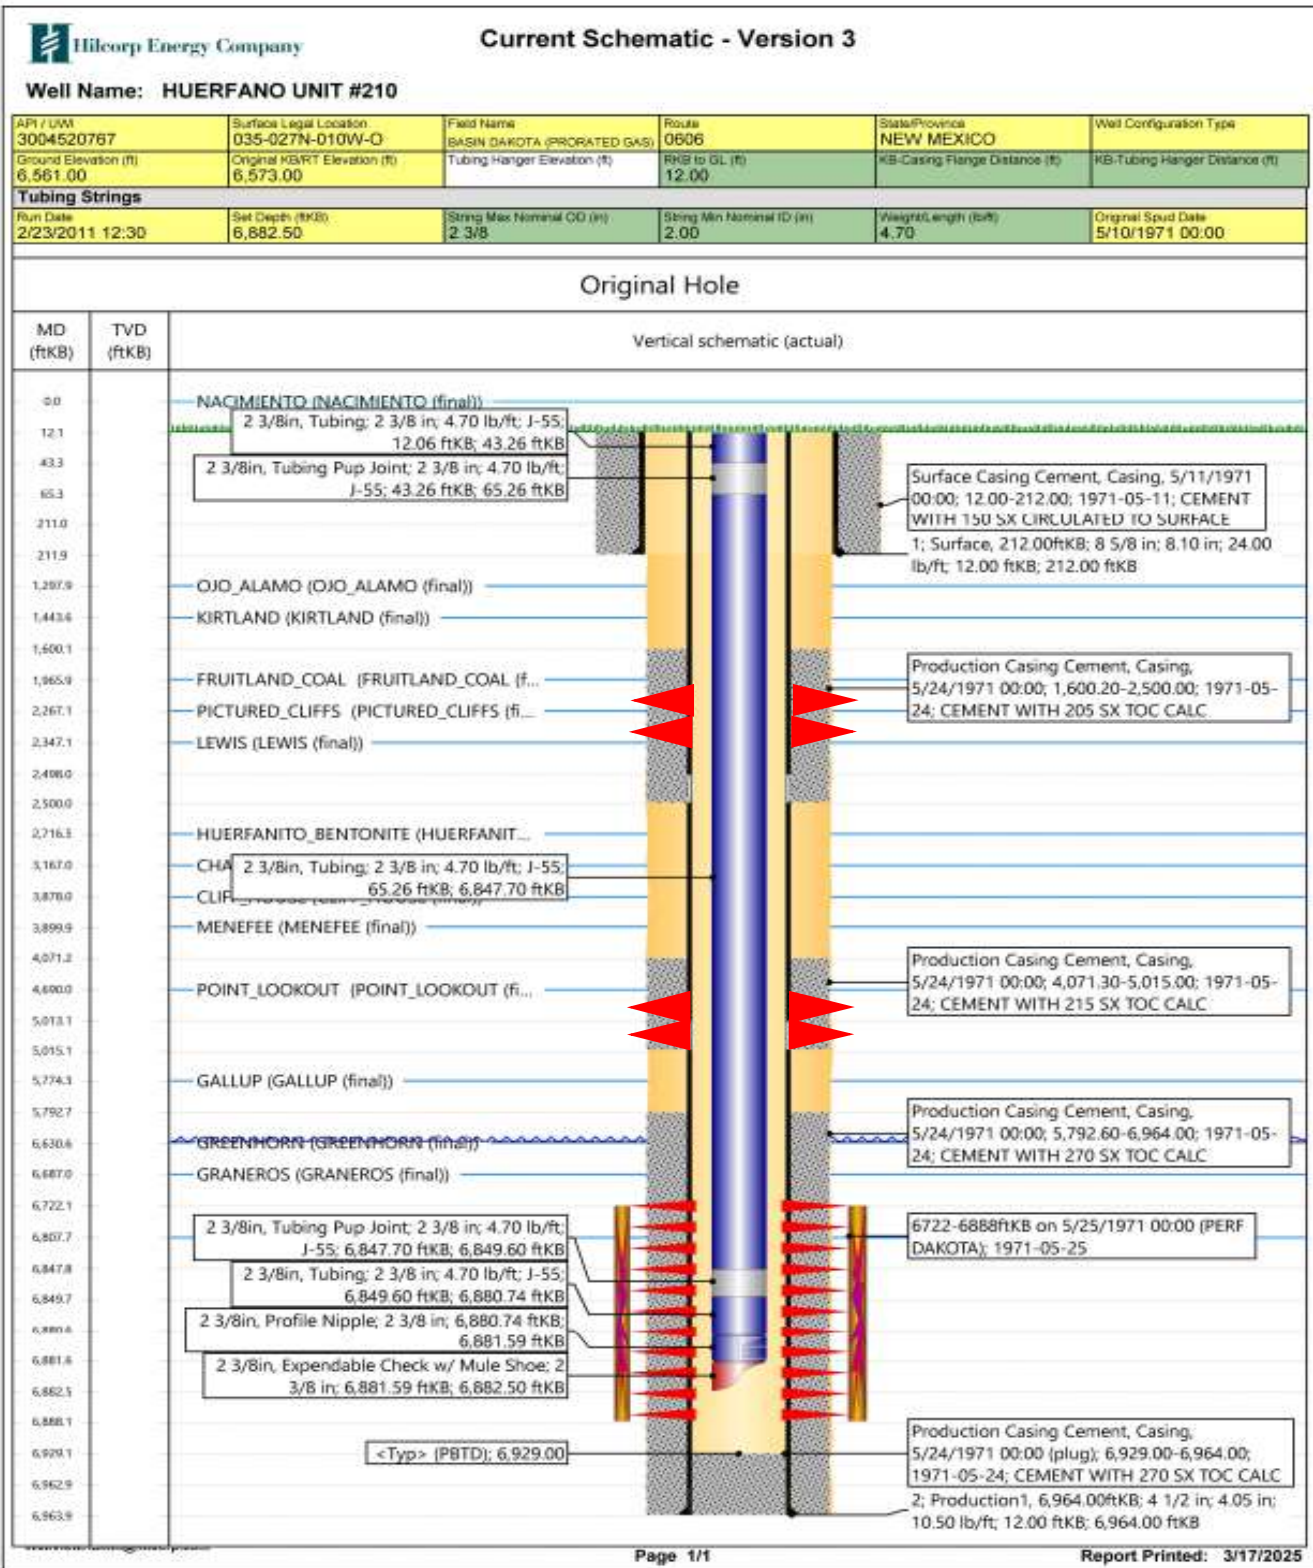 Hilcorp Energy Company
Current Schematic - Version 3
Well Name: HUERFANO UNIT #210
API / UWI
3004520767
Surface Legal Location
035-027N-010W-O
Field Name
BASIN DAKOTA (PRORATED GAS)
Route
0606
State/Province
NEW MEXICO
Well Configuration Type
Ground Elevation (ft)
6,561.00
Original KB/RT Elevation (ft)
6,573.00
Tubing Hanger Elevation (ft)
RKB to GL (ft)
12.00
KB-Casing Flange Distance (ft)
KB-Tubing Hanger Distance (ft)
Tubing Strings
Run Date
2/23/2011 12:30
Set Depth (ftKB)
6,882.50
String Max Nominal OD (in)
2 3/8
String Min Nominal ID (in)
2.00
Weight/Length (lb/ft)
4.70
Original Spud Date
5/10/1971 00:00
Original Hole
MD
(ftKB)
TVD
(ftKB)
Vertical schematic (actual)
0.0
12.1
43.3
65.3
211.0
211.9
1,297.9
1,443.6
1,600.1
1,965.9
2,267.1
2,347.1
2,498.0
2,500.0
2,716.5
3,167.0
3,878.0
3,899.9
4,071.2
4,690.0
5,013.1
5,015.1
5,774.3
5,792.7
6,630.6
6,687.0
6,722.1
6,807.7
6,847.8
6,849.7
6,880.6
6,881.6
6,882.5
6,888.1
6,929.1
6,962.9
6,963.9
NACIMIENTO (NACIMIENTO (final))
2 3/8in, Tubing; 2 3/8 in; 4.70 lb/ft; J-55;
12.06 ftKB; 43.26 ftKB
2 3/8in, Tubing Pup Joint; 2 3/8 in; 4.70 lb/ft;
J-55; 43.26 ftKB; 65.26 ftKB
Surface Casing Cement, Casing, 5/11/1971
00:00; 12.00-212.00; 1971-05-11; CEMENT
WITH 150 SX CIRCULATED TO SURFACE
1; Surface, 212.00ftKB; 8 5/8 in; 8.10 in; 24.00
lb/ft; 12.00 ftKB; 212.00 ftKB
OJO_ALAMO (OJO_ALAMO (final))
KIRTLAND (KIRTLAND (final))
FRUITLAND_COAL (FRUITLAND_COAL (f...
PICTURED_CLIFFS (PICTURED_CLIFFS (fi...
LEWIS (LEWIS (final))
Production Casing Cement, Casing,
5/24/1971 00:00; 1,600.20-2,500.00; 1971-05-
24; CEMENT WITH 205 SX TOC CALC
HUERFANITO_BENTONITE (HUERFANIT...
CHA
2 3/8in, Tubing; 2 3/8 in; 4.70 lb/ft; J-55;
65.26 ftKB; 6,847.70 ftKB
MENEFEE (MENEFEE (final))
POINT_LOOKOUT (POINT_LOOKOUT (fi...
Production Casing Cement, Casing,
5/24/1971 00:00; 4,071.30-5,015.00; 1971-05-
24; CEMENT WITH 215 SX TOC CALC
GALLUP (GALLUP (final))
GREENHORN (GREENHORN (final))
GRANEROS (GRANEROS (final))
Production Casing Cement, Casing,
5/24/1971 00:00; 5,792.60-6,964.00; 1971-05-
24; CEMENT WITH 270 SX TOC CALC
2 3/8in, Tubing Pup Joint; 2 3/8 in; 4.70 lb/ft;
J-55; 6,847.70 ftKB; 6,849.60 ftKB
2 3/8in, Tubing; 2 3/8 in; 4.70 lb/ft; J-55;
6,849.60 ftKB; 6,880.74 ftKB
2 3/8in, Profile Nipple; 2 3/8 in; 6,880.74 ftKB;
6,881.59 ftKB
2 3/8in, Expendable Check w/ Mule Shoe; 2
3/8 in; 6,881.59 ftKB; 6,882.50 ftKB
6722-6888ftKB on 5/25/1971 00:00 (PERF
DAKOTA); 1971-05-25
<Typ> (PBTD); 6,929.00
Production Casing Cement, Casing,
5/24/1971 00:00 (plug); 6,929.00-6,964.00;
1971-05-24; CEMENT WITH 270 SX TOC CALC
2; Production1, 6,964.00ftKB; 4 1/2 in; 4.05 in;
10.50 lb/ft; 12.00 ftKB; 6,964.00 ftKB
Page 1/1
Report Printed: 3/17/2025